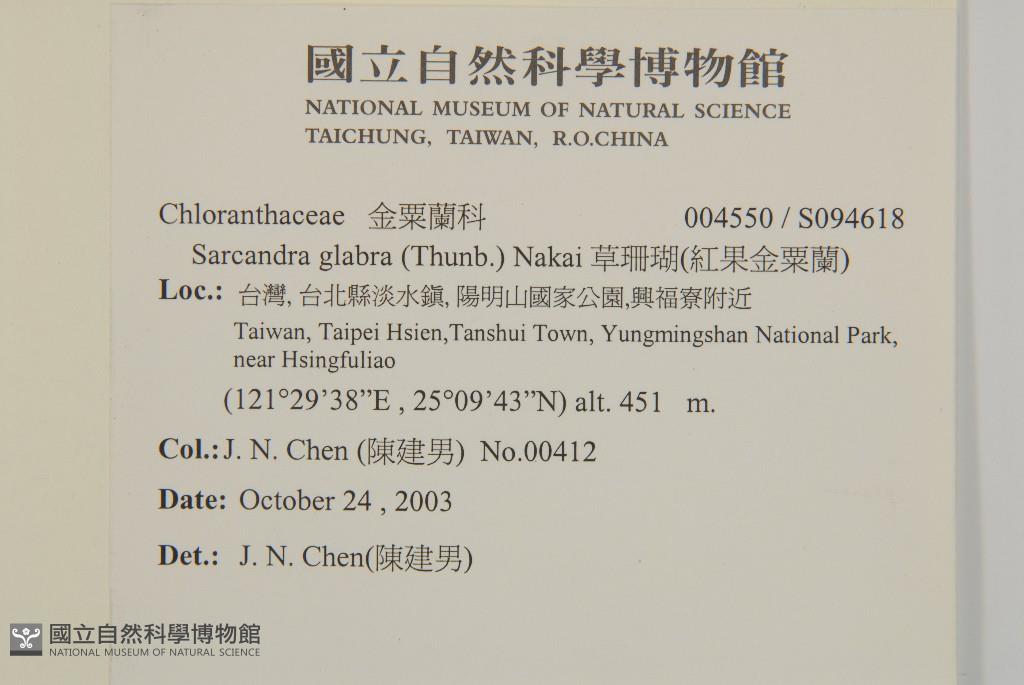 國立自然科學博物館
NATIONAL MUSEUM OF NATURAL SCIENCE
TAICHUNG, TAIWAN, R.O.CHINA
Chloranthaceae 金粟蘭科 004550 / S094618
Sarcandra glabra (Thunb.) Nakai 草珊瑚(紅果金粟蘭)
Loc.: 台灣, 台北縣淡水鎮, 陽明山國家公園,興福寮附近
Taiwan, Taipei Hsien,Tanshui Town, Yungmingshan National Park,
near Hsingfuliao
(121°29’38”E , 25°09’43”N) alt. 451 m.
Col.: J. N. Chen (陳建男) No.00412
Date: October 24 , 2003
Det.: J. N. Chen(陳建男)
國立自然科學博物館
NATIONAL MUSEUM OF NATURAL SCIENCE